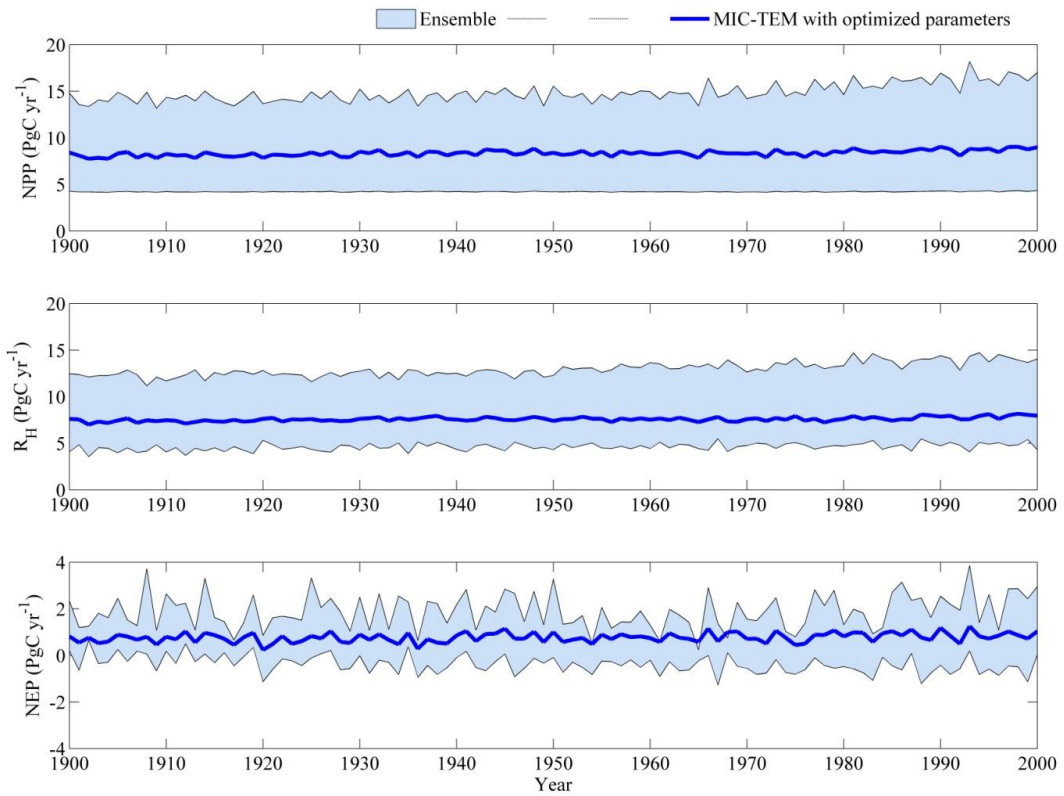 Ensemble MIC-TEM with optimized parameters
20
15
10
5
0
NPP (PgC yr-1)
1900 1910 1920 1930 1940 1950 1960 1970 1980 1990 2000
20
15
10
5
0
RH (PgC yr-1)
1900 1910 1920 1930 1940 1950 1960 1970 1980 1990 2000
4
2
0
-2
-4
NEP (PgC yr-1)
1900 1910 1920 1930 1940 1950 1960 1970 1980 1990 2000
Year